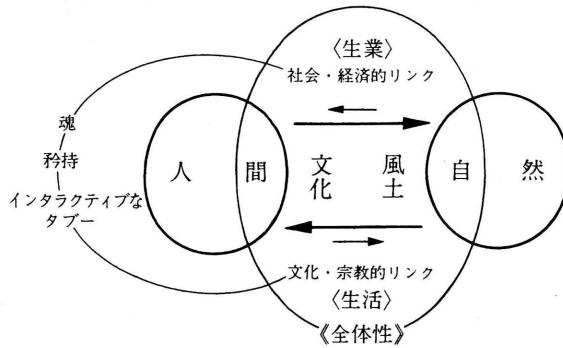 〈生業〉
社会・経済的リンク
魂
矜持
インタラクティブな
タブー
人間
文化
風土
自然
文化・宗教的リンク
〈生活〉
《全体性》